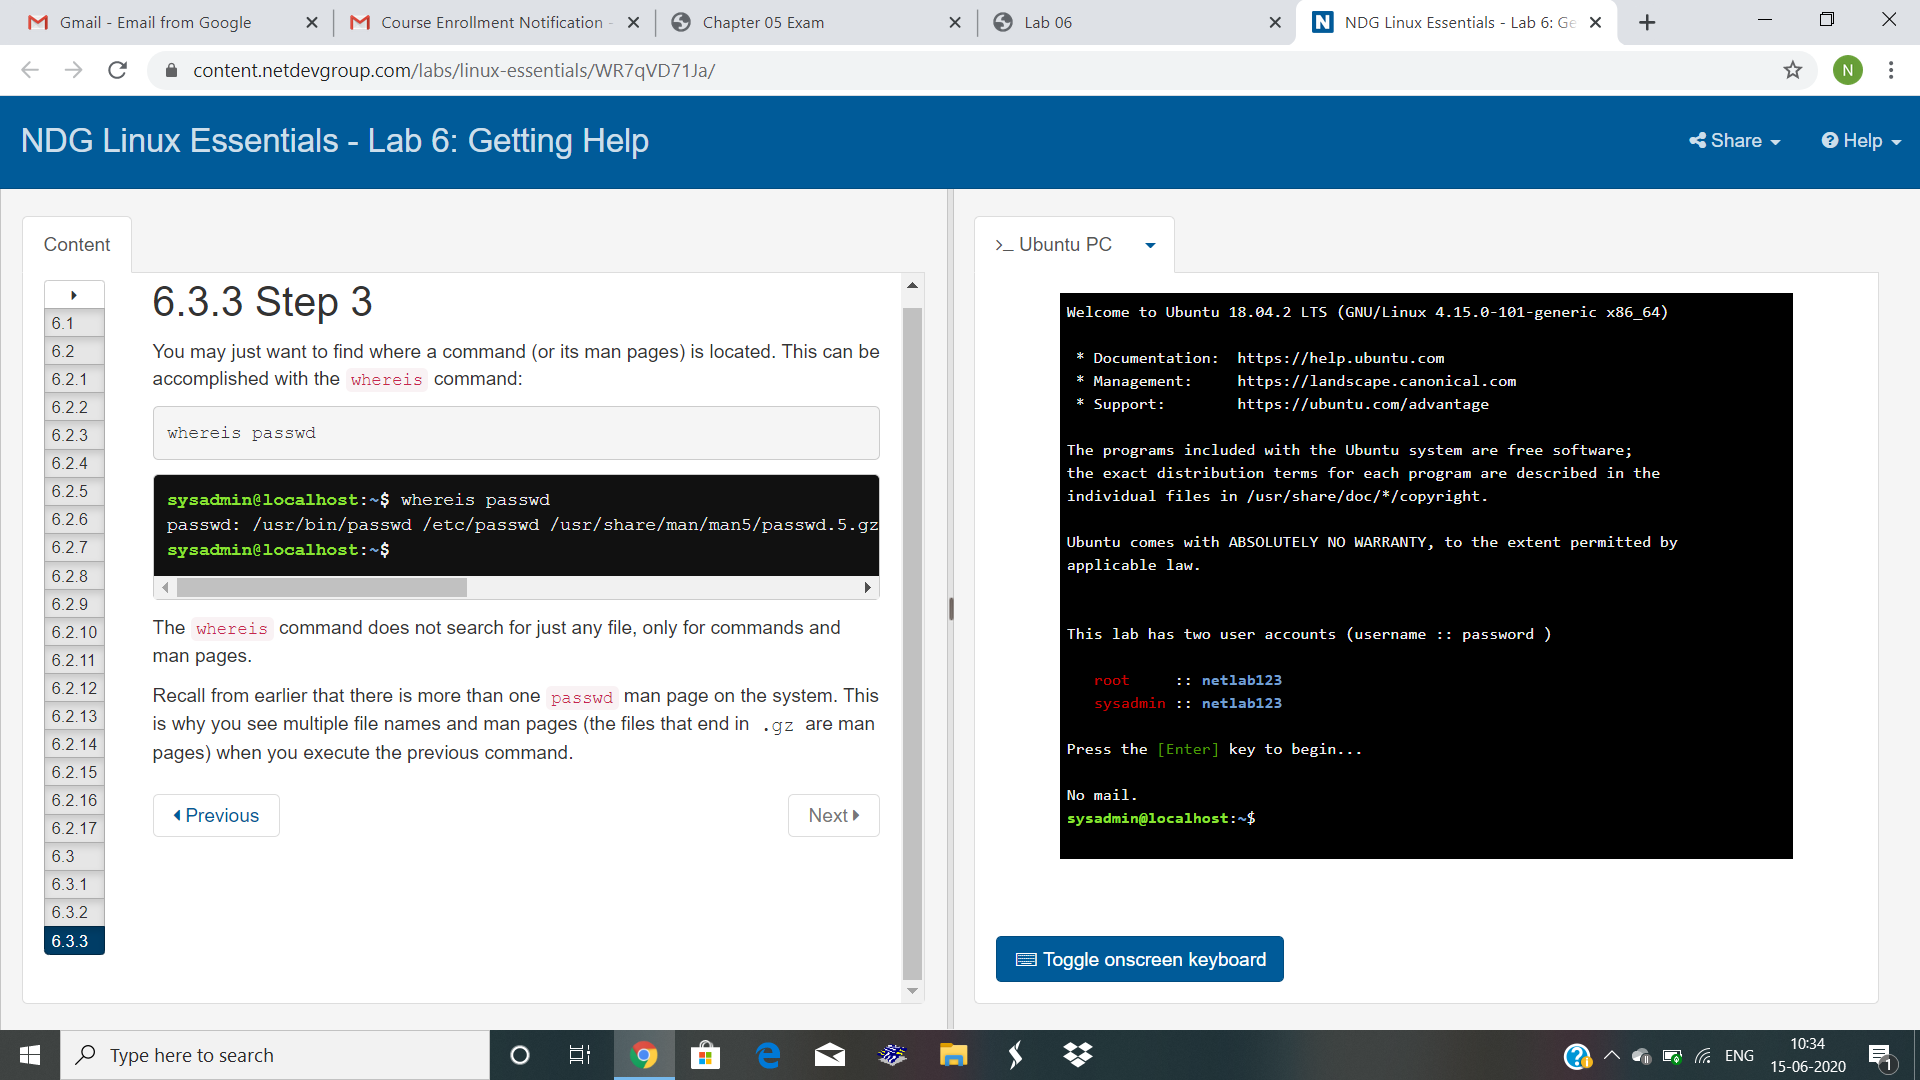 Gmail - Email from Google
Course Enrollment Notification -
Chapter 05 Exam
Lab 06
NDG Linux Essentials - Lab 6: Ge
content.netdevgroup.com/labs/linux-essentials/WR7qVD71Ja/
N
NDG Linux Essentials - Lab 6: Getting Help
Share
Help
Content
6.1
6.2
6.2.1
6.2.2
6.2.3
6.2.4
6.2.5
6.2.6
6.2.7
6.2.8
6.2.9
6.2.10
6.2.11
6.2.12
6.2.13
6.2.14
6.2.15
6.2.16
6.2.17
6.3
6.3.1
6.3.2
6.3.3
6.3.3 Step 3
You may just want to find where a command (or its man pages) is located. This can be
accomplished with the whereis command:
whereis passwd
sysadmin@localhost:~$ whereis passwd
passwd: /usr/bin/passwd /etc/passwd /usr/share/man/man5/passwd.5.gz
sysadmin@localhost:~$
The whereis command does not search for just any file, only for commands and
man pages.
Recall from earlier that there is more than one passwd man page on the system. This
is why you see multiple file names and man pages (the files that end in .gz are man
pages) when you execute the previous command.
Previous
Next
>_ Ubuntu PC
Welcome to Ubuntu 18.04.2 LTS (GNU/Linux 4.15.0-101-generic x86_64)
* Documentation: https://help.ubuntu.com
* Management: https://landscape.canonical.com
* Support: https://ubuntu.com/advantage
The programs included with the Ubuntu system are free software;
the exact distribution terms for each program are described in the
individual files in /usr/share/doc/*/copyright.
Ubuntu comes with ABSOLUTELY NO WARRANTY, to the extent permitted by
applicable law.
This lab has two user accounts (username :: password )
root :: netlab123
sysadmin :: netlab123
Press the [Enter] key to begin...
No mail.
sysadmin@localhost:~$
Toggle onscreen keyboard
Type here to search
ENG
10:34
15-06-2020
1